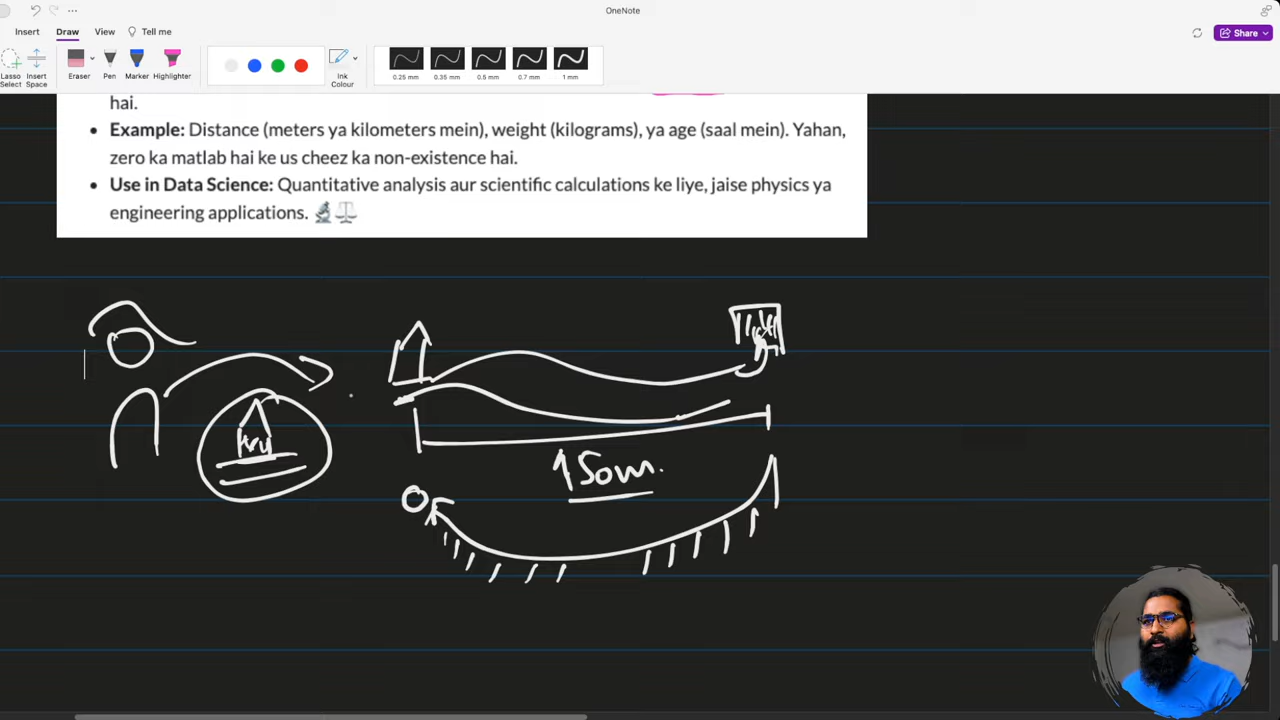 OneNote
Insert
Draw
View
Tell me
Share
Lasso
Select
Insert
Space
Eraser
Pen
Marker
Highlighter
Ink
Colour
0.25 mm
0.35 mm
0.5 mm
0.7 mm
1 mm
hai.
• Example: Distance (meters ya kilometers mein), weight (kilograms), ya age (saal mein). Yahan,
zero ka matlab hai ke us cheez ka non-existence hai.
• Use in Data Science: Quantitative analysis aur scientific calculations ke liye, jaise physics ya
engineering applications. 🔬⚖️
150m.